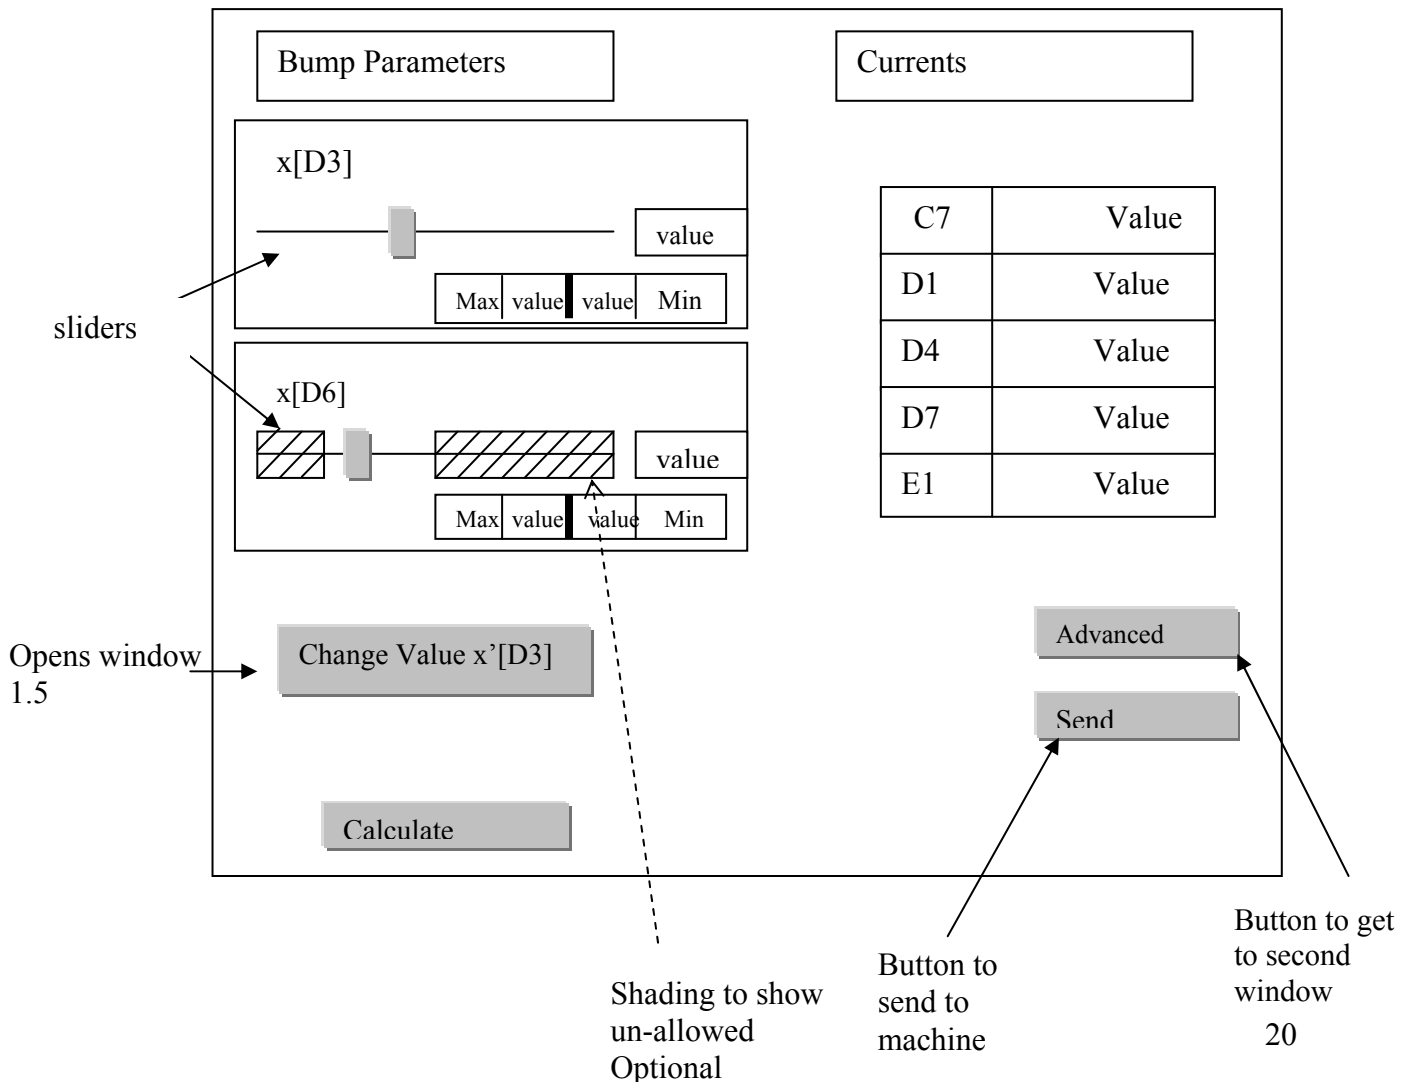 Bump Parameters
Currents
x[D3]
value
Max value value Min
sliders
x[D6]
value
Max value value Min
C7 Value
D1 Value
D4 Value
D7 Value
E1 Value
Opens window
1.5
Change Value x’[D3]
Advanced
Send
Calculate
Shading to show
un-allowed
Optional
Button to
send to
machine
Button to get
to second
window
20